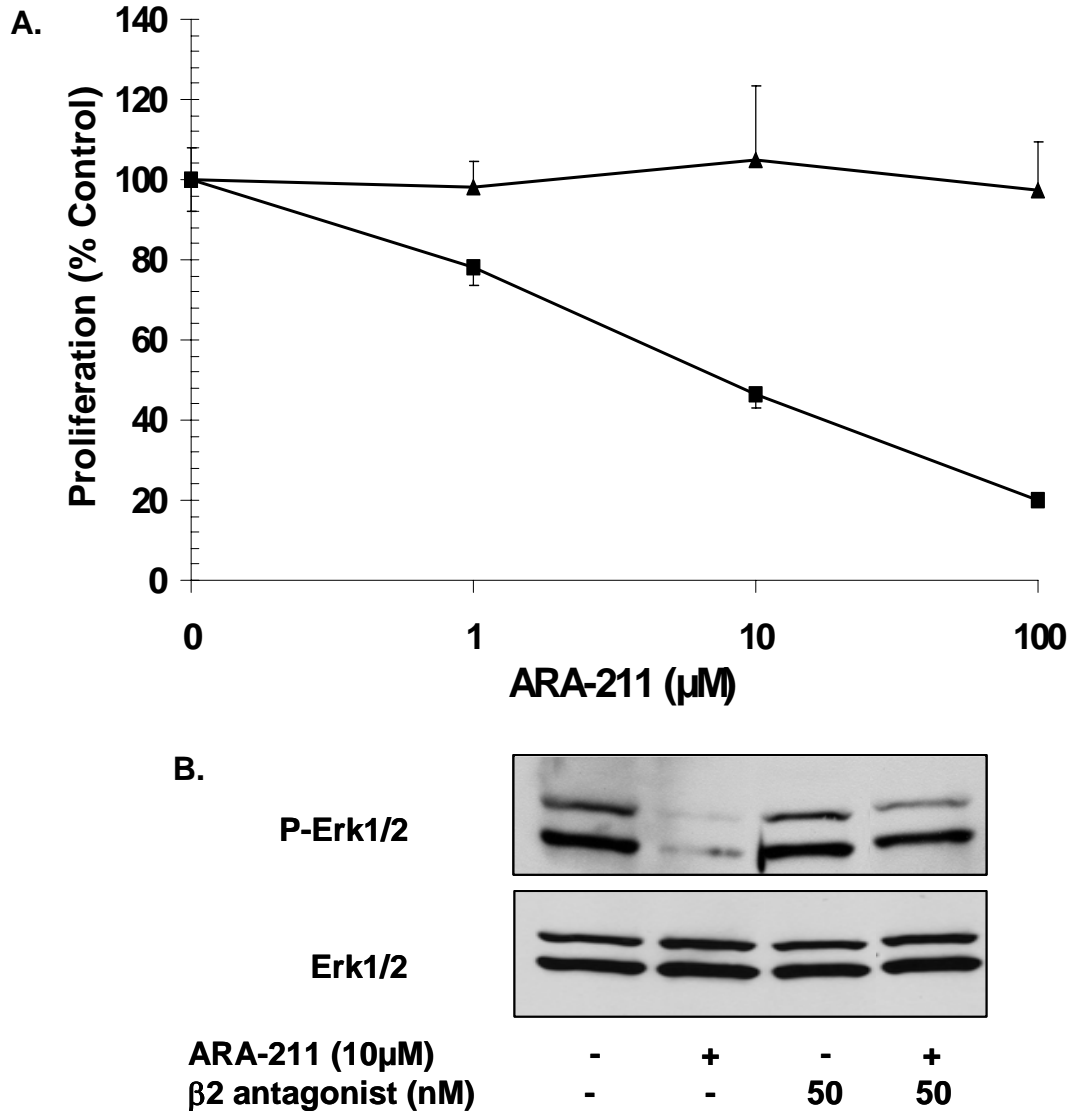 A.
140
120
100
80
60
40
20
0
Proliferation (% Control)
0 1 10 100
ARA-211 (µM)
B.
P-Erk1/2
Erk1/2
ARA-211 (10µM) - + - +
β2 antagonist (nM) - - 50 50